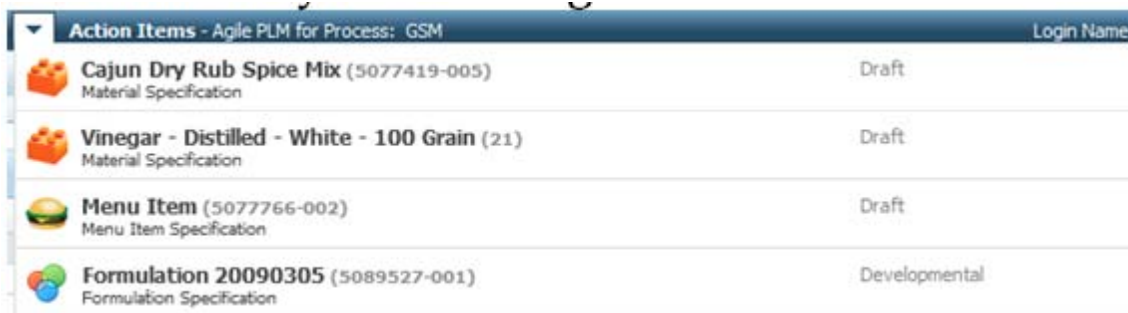 Action Items - Agile PLM for Process: GSM Login Name
Cajun Dry Rub Spice Mix (5077419-005) Draft
Material Specification
Vinegar - Distilled - White - 100 Grain (21) Draft
Material Specification
Menu Item (5077766-002) Draft
Menu Item Specification
Formulation 20090305 (5089527-001) Developmental
Formulation Specification